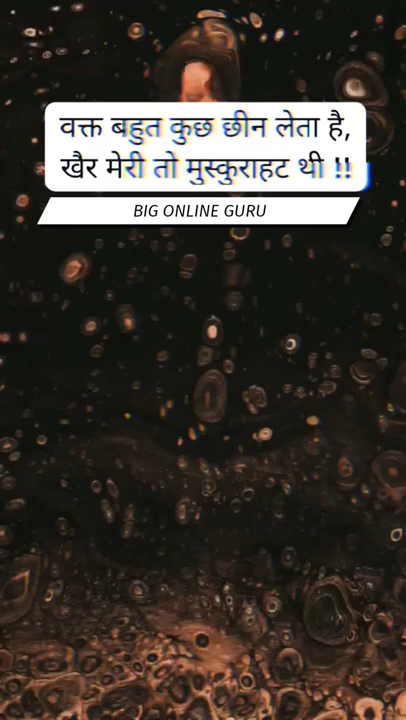 वक्त बहुत कुछ छीन लेता है,
खैर मेरी तो मुस्कुराहट थी !!
BIG ONLINE GURU